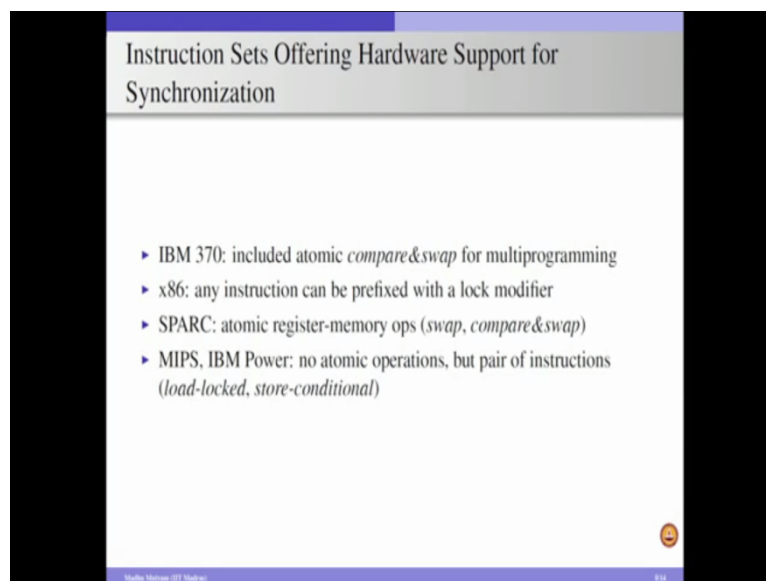 Instruction Sets Offering Hardware Support for
Synchronization
▸ IBM 370: included atomic compare&swap for multiprogramming
▸ x86: any instruction can be prefixed with a lock modifier
▸ SPARC: atomic register-memory ops (swap, compare&swap)
▸ MIPS, IBM Power: no atomic operations, but pair of instructions
(load-locked, store-conditional)
(IIT Madras)